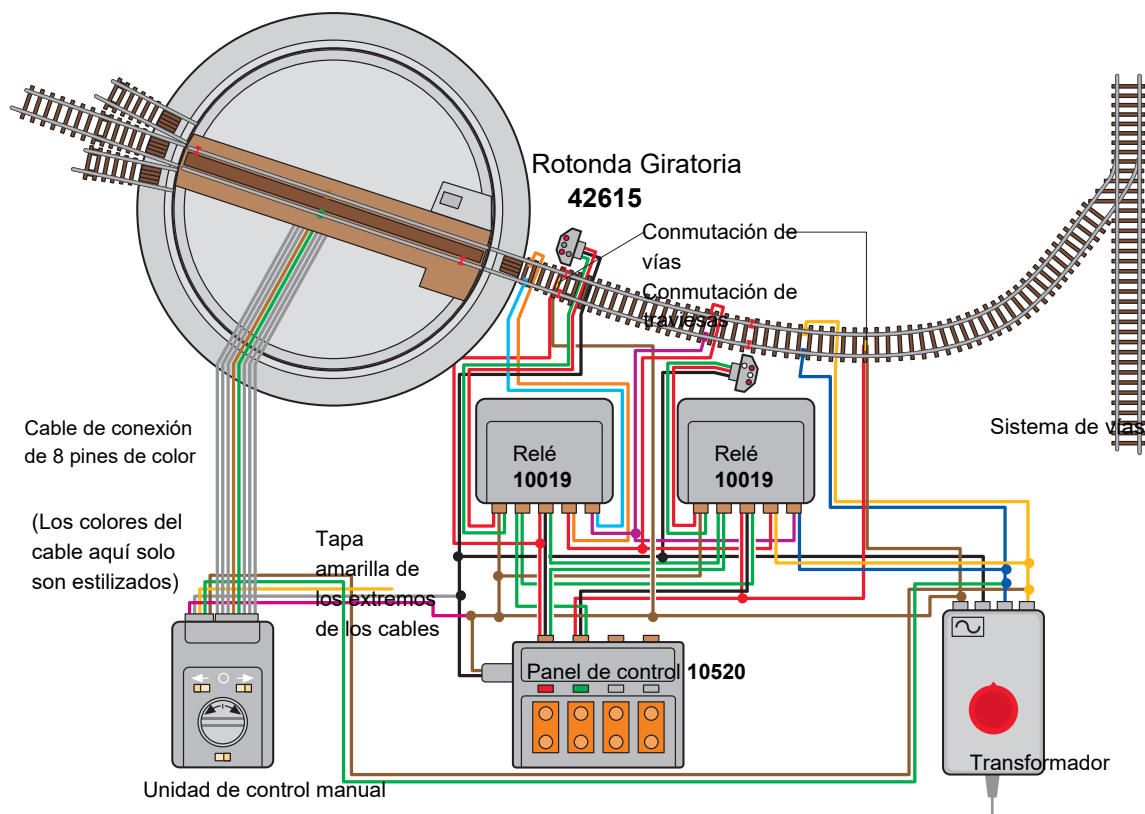 Rotonda Giratoria
42615
Conmutación de
vías
Conmutación de
traviesas
Sistema de vías
Cable de conexión
de 8 pines de color
(Los colores del
cable aquí solo
son estilizados)
Relé
10019
Relé
10019
Tapa
amarilla de
los extremos
de los cables
Panel de control 10520
Unidad de control manual
Transformador